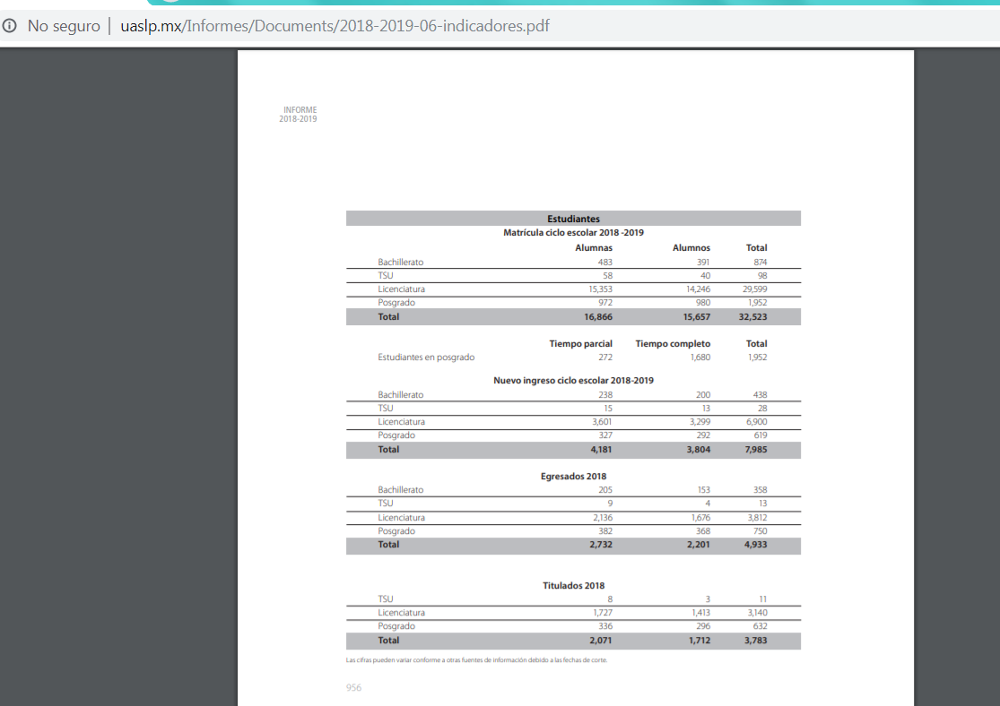 No seguro | uaslp.mx/Informes/Documents/2018-2019-06-indicadores.pdf
INFORME
2018-2019
Estudiantes
Matrícula ciclo escolar 2018 -2019
Alumnas Alumnos Total
Bachillerato 483 391 874
TSU 58 40 98
Licenciatura 15,353 14,246 29,599
Posgrado 972 980 1,952
Total 16,866 15,657 32,523
Tiempo parcial Tiempo completo Total
Estudiantes en posgrado 272 1,680 1,952
Nuevo ingreso ciclo escolar 2018-2019
Bachillerato 238 200 438
TSU 15 13 28
Licenciatura 3,601 3,299 6,900
Posgrado 327 292 619
Total 4,181 3,804 7,985
Egresados 2018
Bachillerato 205 153 358
TSU 9 4 13
Licenciatura 2,136 1,676 3,812
Posgrado 382 368 750
Total 2,732 2,201 4,933
Titulados 2018
TSU 8 3 11
Licenciatura 1,727 1,413 3,140
Posgrado 336 296 632
Total 2,071 1,712 3,783
Las cifras pueden variar conforme a otras fuentes de información debido a las fechas de corte.
956